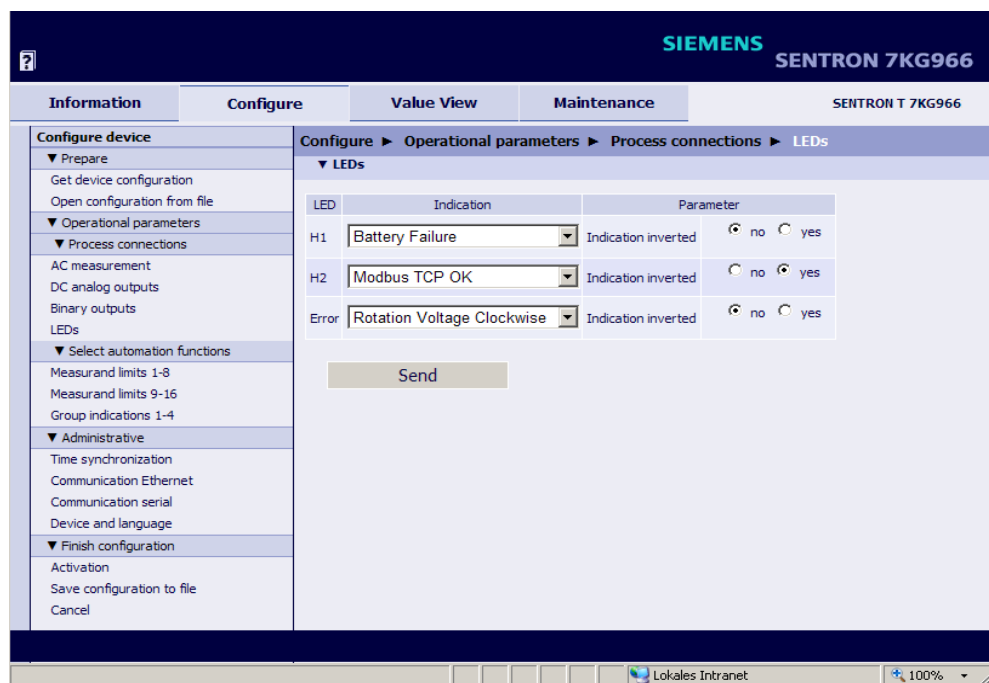 ?
SIEMENS
SENTRON 7KG966
Information Configure Value View Maintenance SENTRON T 7KG966
Configure device
▼ Prepare
Get device configuration
Open configuration from file
▼ Operational parameters
▼ Process connections
AC measurement
DC analog outputs
Binary outputs
LEDs
▼ Select automation functions
Measurand limits 1-8
Measurand limits 9-16
Group indications 1-4
▼ Administrative
Time synchronization
Communication Ethernet
Communication serial
Device and language
▼ Finish configuration
Activation
Save configuration to file
Cancel
Configure ► Operational parameters ► Process connections ► LEDs
▼ LEDs
LED Indication Parameter
H1 Battery Failure Indication inverted no yes
H2 Modbus TCP OK Indication inverted no yes
Error Rotation Voltage Clockwise Indication inverted no yes
Send
Lokales Intranet 100%